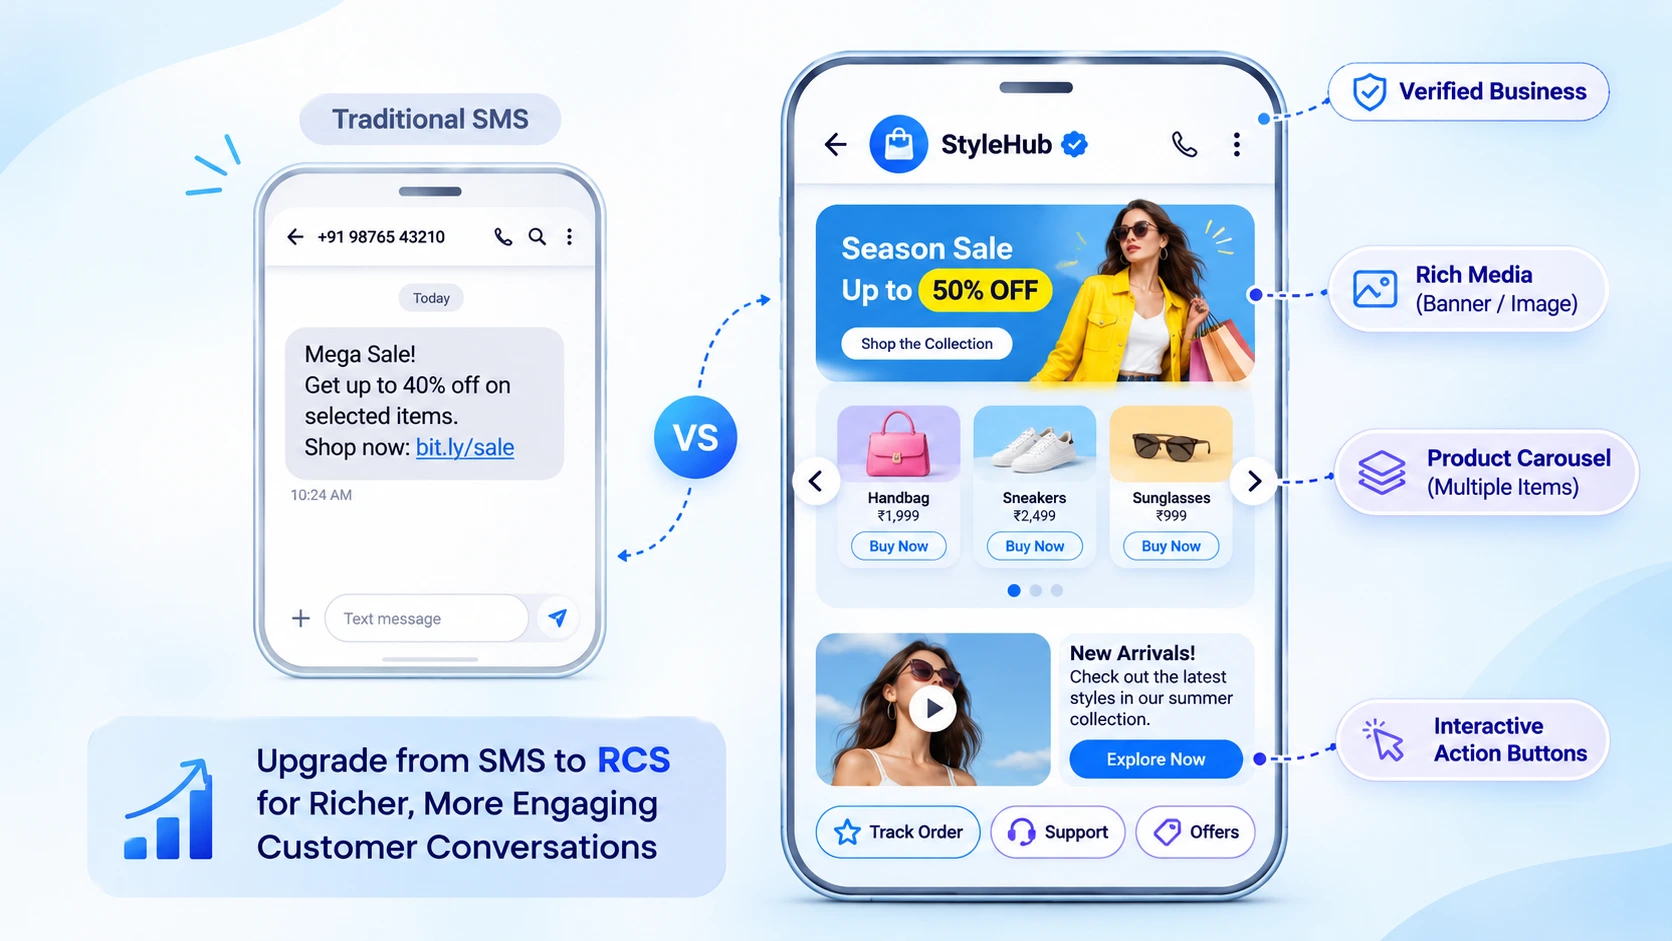 Traditional SMS
+91 98765 43210
Today
Mega Sale!
Get up to 40% off on
selected items.
Shop now: bit.ly/sale
10:24 AM
Text message
Upgrade from SMS to RCS
for Richer, More Engaging
Customer Conversations
VS
StyleHub
Season Sale
Up to 50% OFF
Shop the Collection
Handbag
₹1,999
Buy Now
Sneakers
₹2,499
Buy Now
Sunglasses
₹999
Buy Now
New Arrivals!
Check out the latest
styles in our summer
collection.
Explore Now
Track Order
Support
Offers
Verified Business
Rich Media
(Banner / Image)
Product Carousel
(Multiple Items)
Interactive
Action Buttons